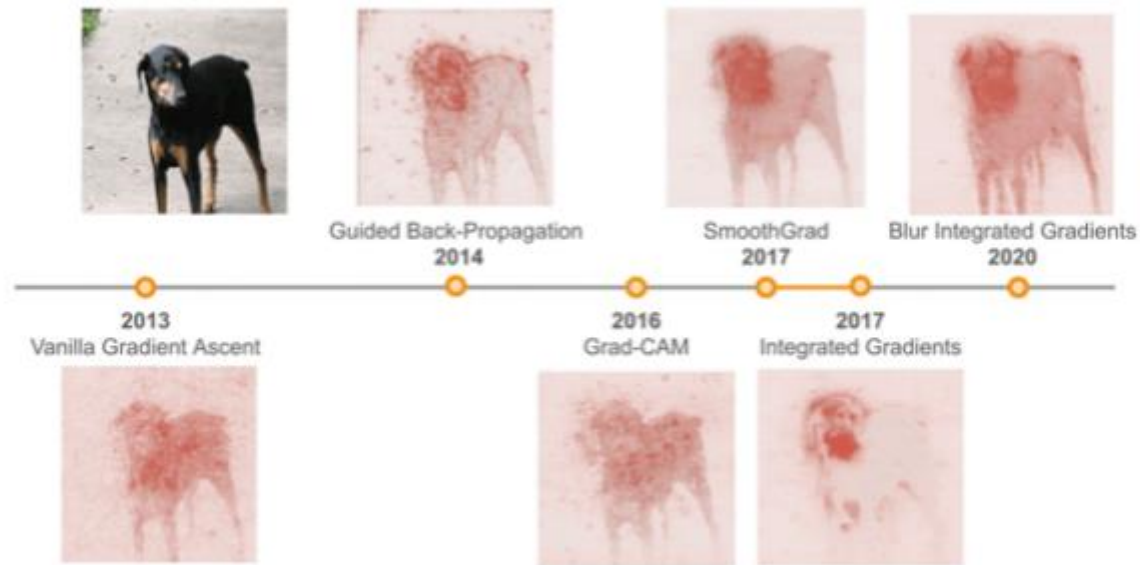 Guided Back-Propagation
2014
SmoothGrad
2017
Blur Integrated Gradients
2020
2013
Vanilla Gradient Ascent
2016
Grad-CAM
2017
Integrated Gradients